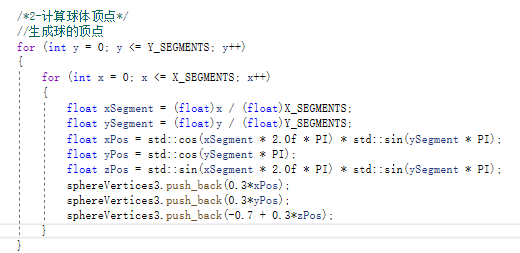 /*2-计算球体顶点*/
//生成球的顶点
for (int y = 0; y <= Y_SEGMENTS; y++)
{
for (int x = 0; x <= X_SEGMENTS; x++)
{
float xSegment = (float)x / (float)X_SEGMENTS;
float ySegment = (float)y / (float)Y_SEGMENTS;
float xPos = std::cos(xSegment * 2.0f * PI) * std::sin(ySegment * PI);
float yPos = std::cos(ySegment * PI);
float zPos = std::sin(xSegment * 2.0f * PI) * std::sin(ySegment * PI);
sphereVertices3.push_back(0.3*xPos);
sphereVertices3.push_back(0.3*yPos);
sphereVertices3.push_back(-0.7 + 0.3*zPos);
}
}